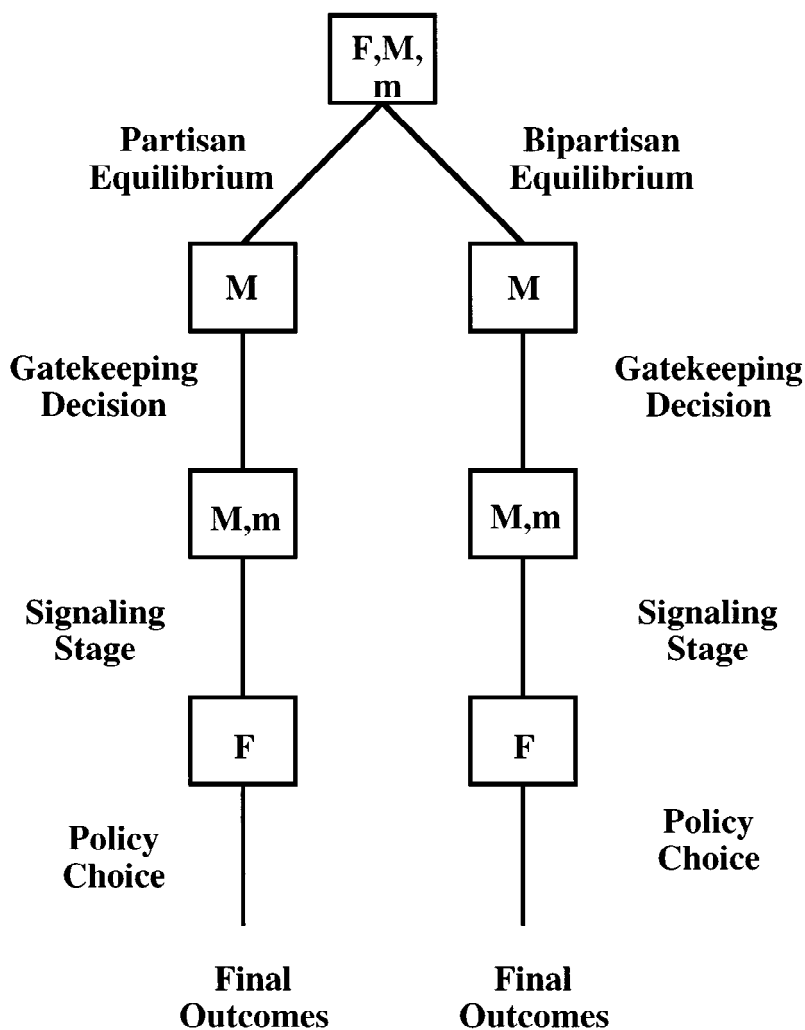 F,M,
m
Partisan
Equilibrium
Bipartisan
Equilibrium
M
M
Gatekeeping
Decision
Gatekeeping
Decision
M,m
M,m
Signaling
Stage
Signaling
Stage
F
F
Policy
Choice
Policy
Choice
Final
Outcomes
Final
Outcomes